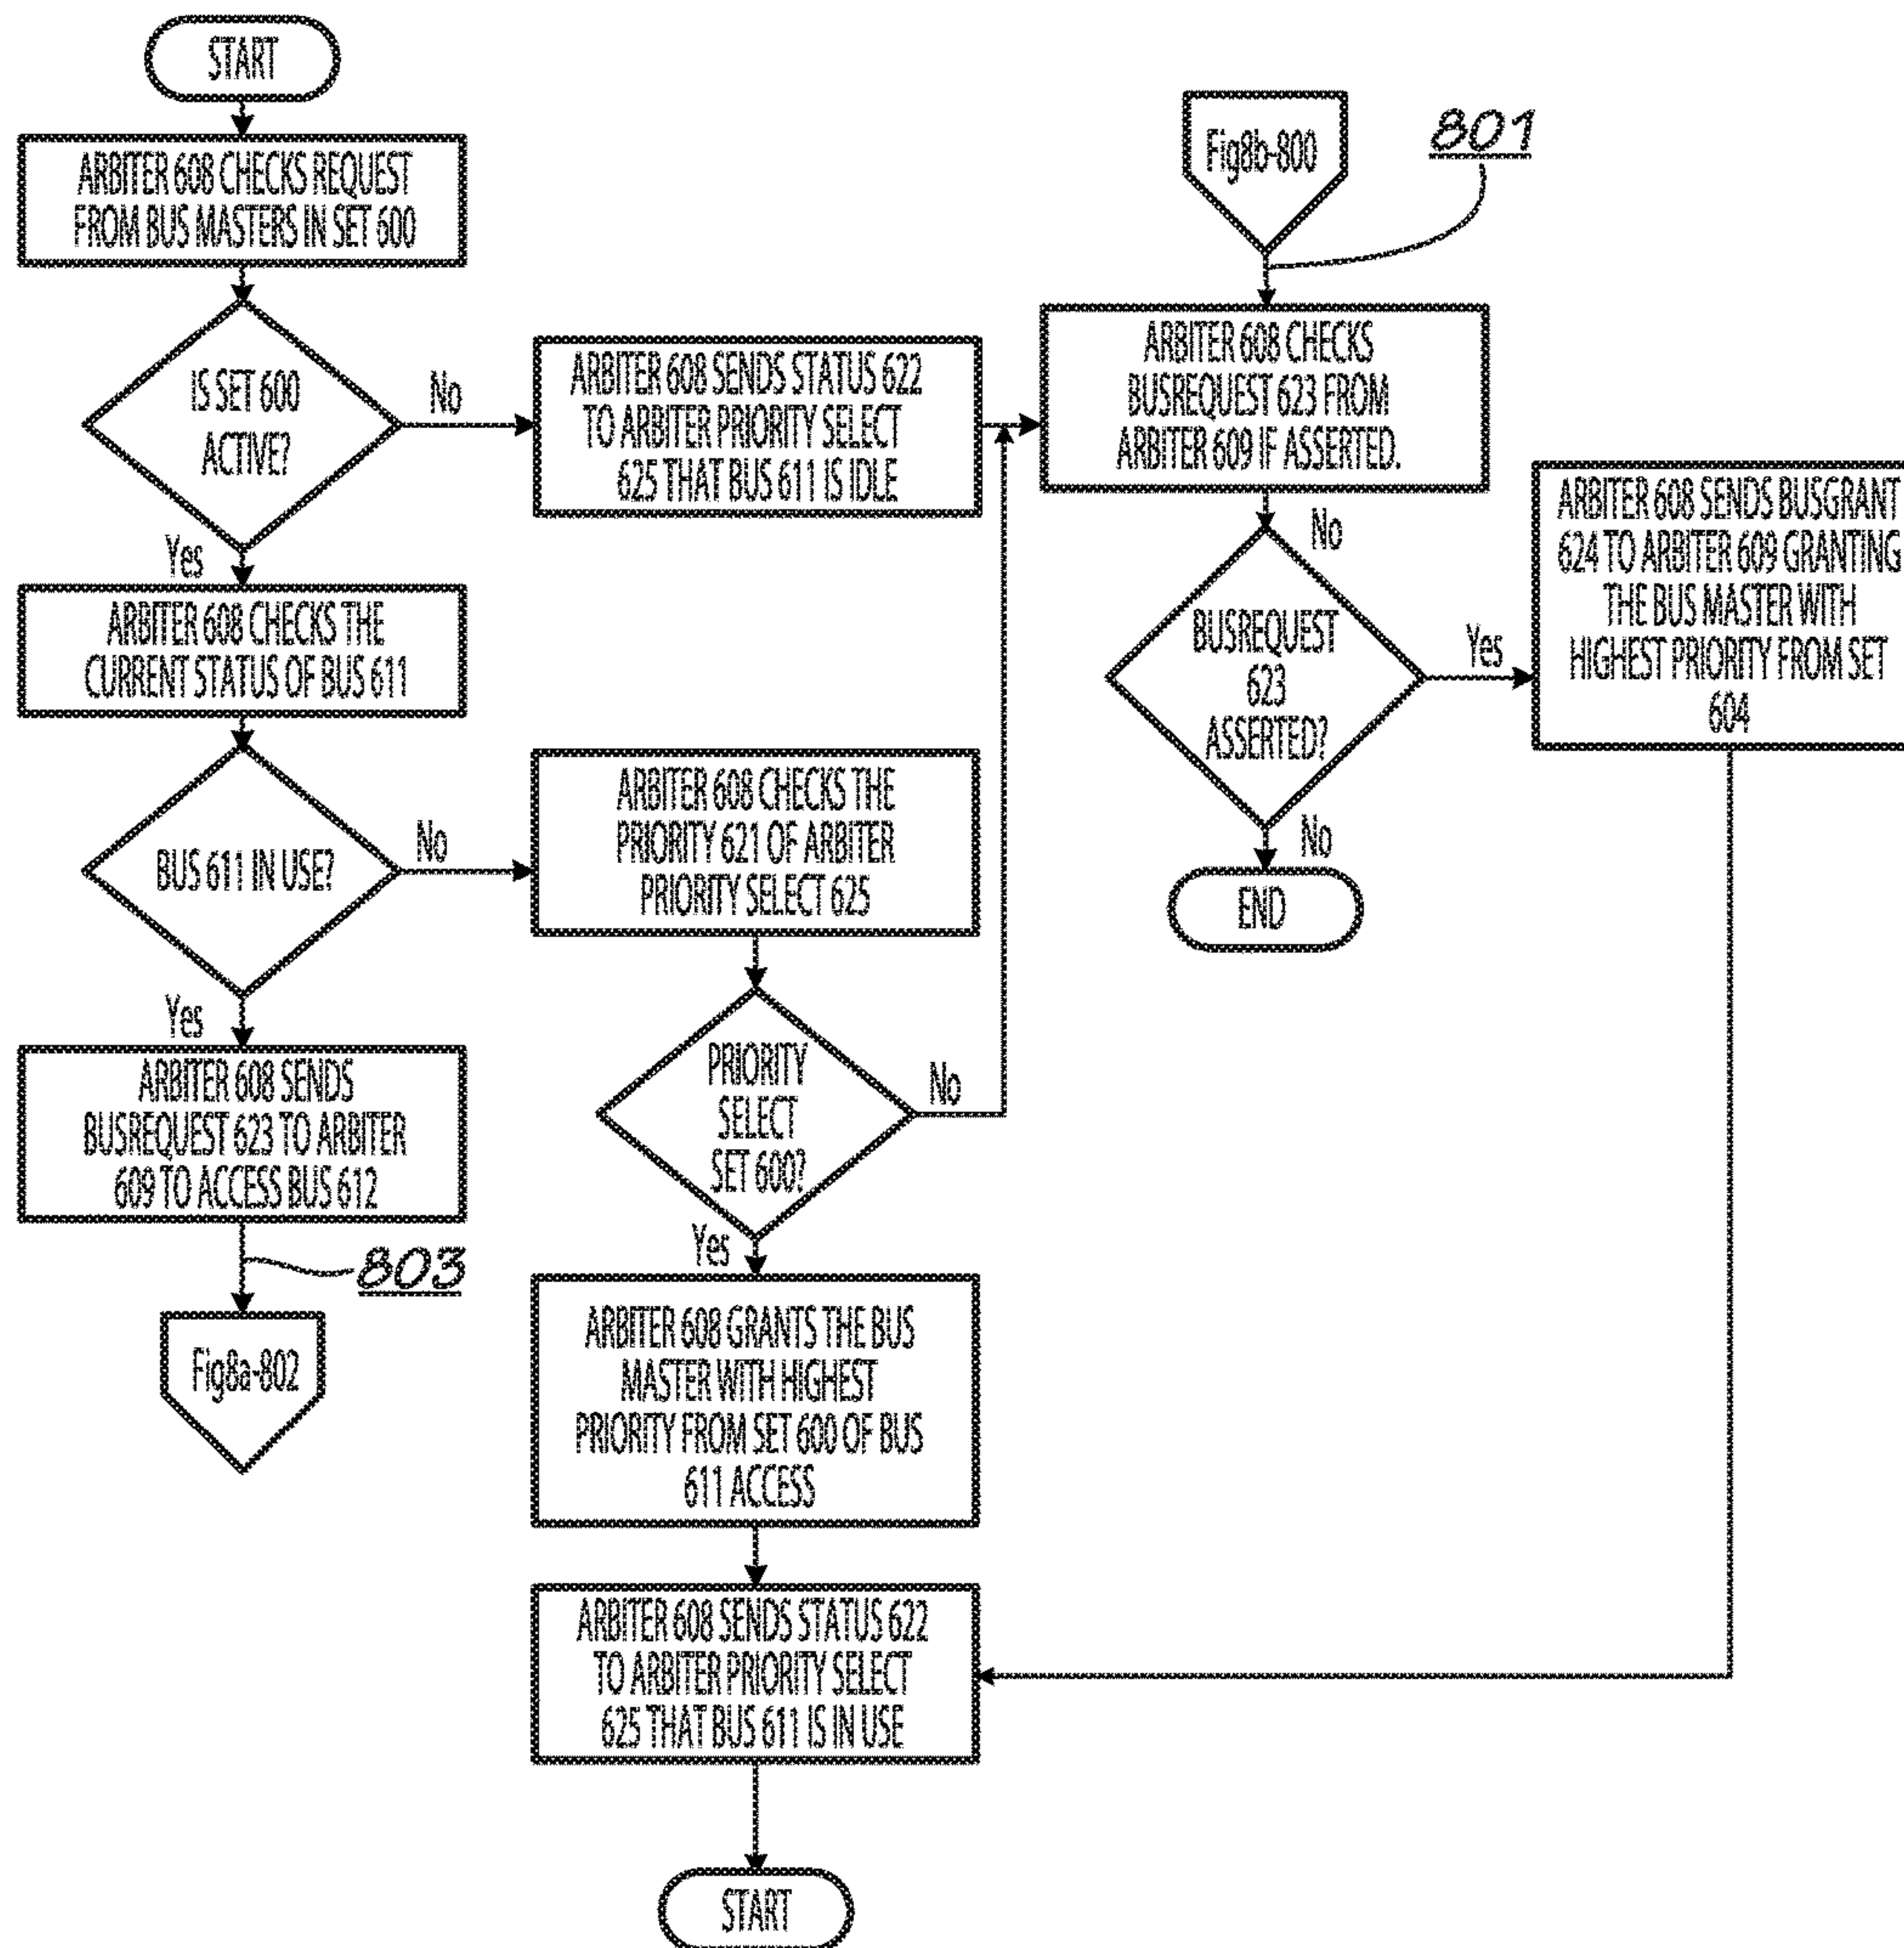 START
ARBITER 608 CHECKS REQUEST
FROM BUS MASTERS IN SET 600
IS SET 600
ACTIVE?
No
Yes
ARBITER 608 SENDS STATUS 622
TO ARBITER PRIORITY SELECT
625 THAT BUS 611 IS IDLE
ARBITER 608 CHECKS THE
CURRENT STATUS OF BUS 611
BUS 611 IN USE?
No
Yes
ARBITER 608 CHECKS THE
PRIORITY 621 OF ARBITER
PRIORITY SELECT 625
ARBITER 608 SENDS
BUSREQUEST 623 TO ARBITER
609 TO ACCESS BUS 612
803
Fig8a-802
PRIORITY
SELECT
SET 600?
No
Yes
ARBITER 608 GRANTS THE BUS
MASTER WITH HIGHEST
PRIORITY FROM SET 600 OF BUS
611 ACCESS
ARBITER 608 SENDS STATUS 622
TO ARBITER PRIORITY SELECT
625 THAT BUS 611 IS IN USE
START
Fig8b-800
801
ARBITER 608 CHECKS
BUSREQUEST 623 FROM
ARBITER 609 IF ASSERTED.
No
BUSREQUEST
623
ASSERTED?
Yes
No
END
ARBITER 608 SENDS BUSGRANT
624 TO ARBITER 609 GRANTING
THE BUS MASTER WITH
HIGHEST PRIORITY FROM SET
604